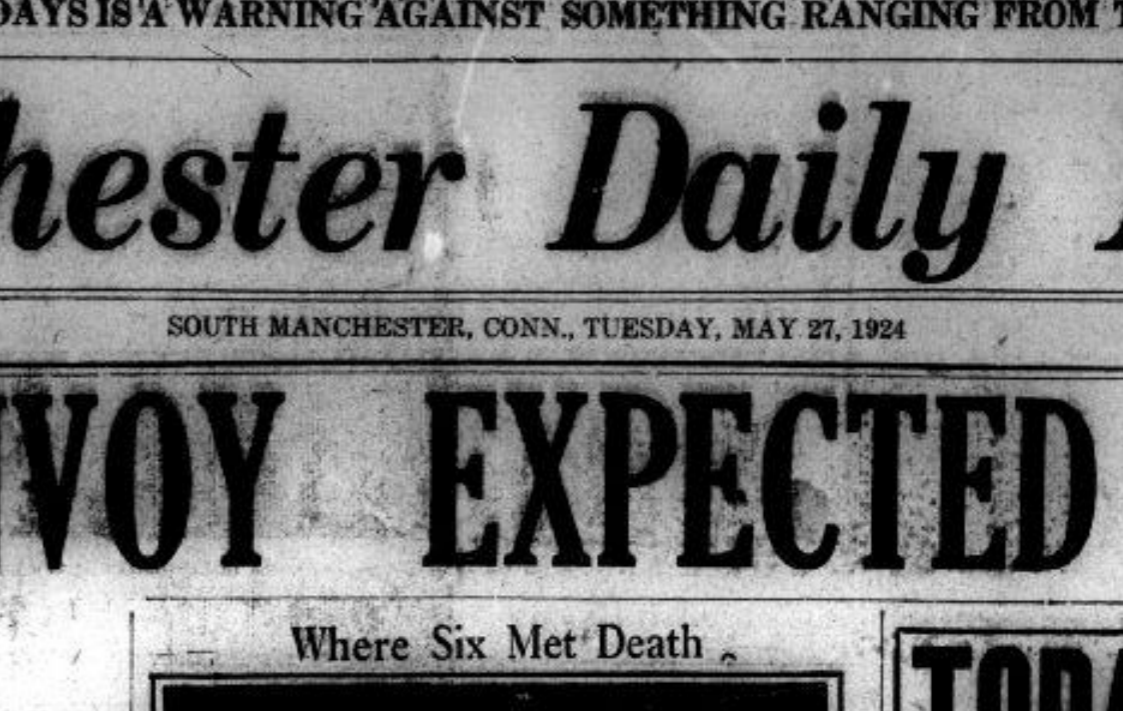 DAYS IS A WARNING AGAINST SOMETHING RANGING FROM T
hester Daily
SOUTH MANCHESTER, CONN., TUESDAY, MAY 27, 1924
VOY EXPECTED
Where Six Met Death
TODA